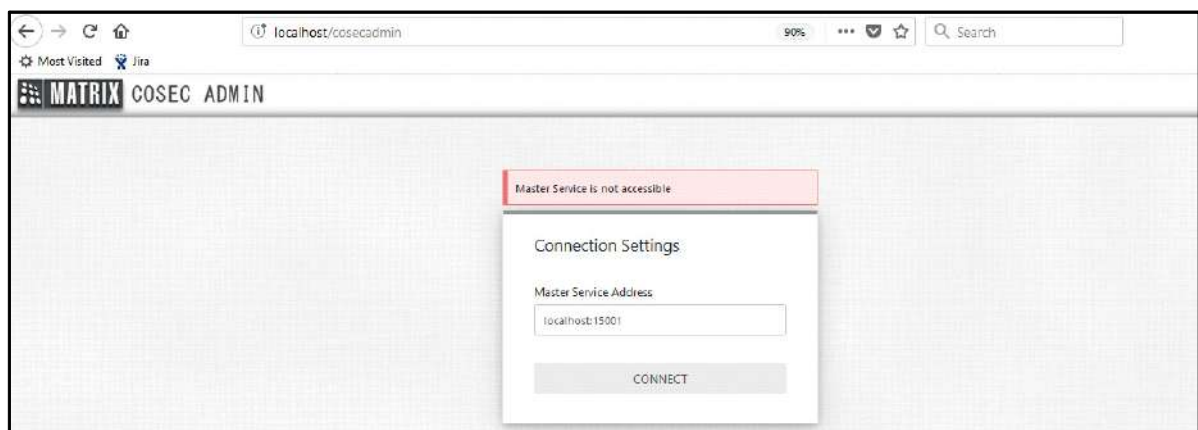 localhost/cosecadmin
90%
Search
Most Visited
Jira
MATRIX COSEC ADMIN
Master Service is not accessible
Connection Settings
Master Service Address
localhost:15001
CONNECT